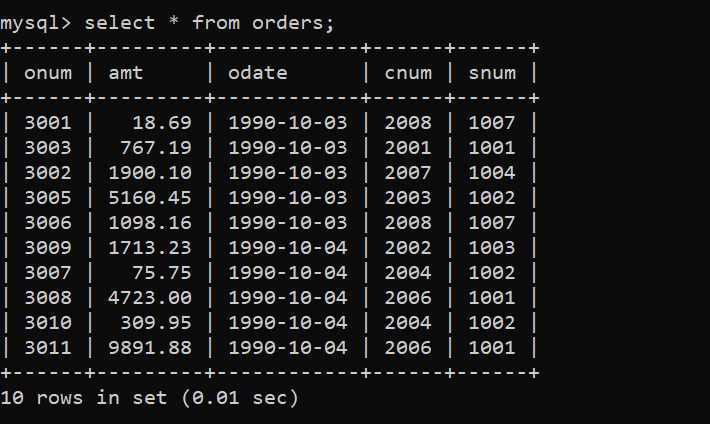 mysql> select * from orders;
+------+---------+------------+------+------+
| onum | amt     | odate      | cnum | snum |
+------+---------+------------+------+------+
| 3001 |   18.69 | 1990-10-03 | 2008 | 1007 |
| 3003 |  767.19 | 1990-10-03 | 2001 | 1001 |
| 3002 | 1900.10 | 1990-10-03 | 2007 | 1004 |
| 3005 | 5160.45 | 1990-10-03 | 2003 | 1002 |
| 3006 | 1098.16 | 1990-10-03 | 2008 | 1007 |
| 3009 | 1713.23 | 1990-10-04 | 2002 | 1003 |
| 3007 |   75.75 | 1990-10-04 | 2004 | 1002 |
| 3008 | 4723.00 | 1990-10-04 | 2006 | 1001 |
| 3010 |  309.95 | 1990-10-04 | 2004 | 1002 |
| 3011 | 9891.88 | 1990-10-04 | 2006 | 1001 |
+------+---------+------------+------+------+
10 rows in set (0.01 sec)